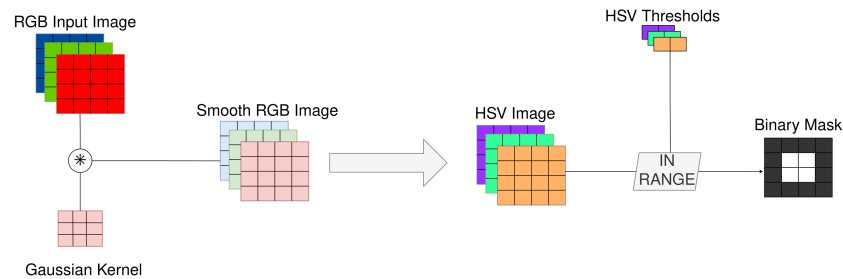 RGB Input Image
HSV Thresholds
Smooth RGB Image
HSV Image
Binary Mask
*
IN
RANGE
Gaussian Kernel